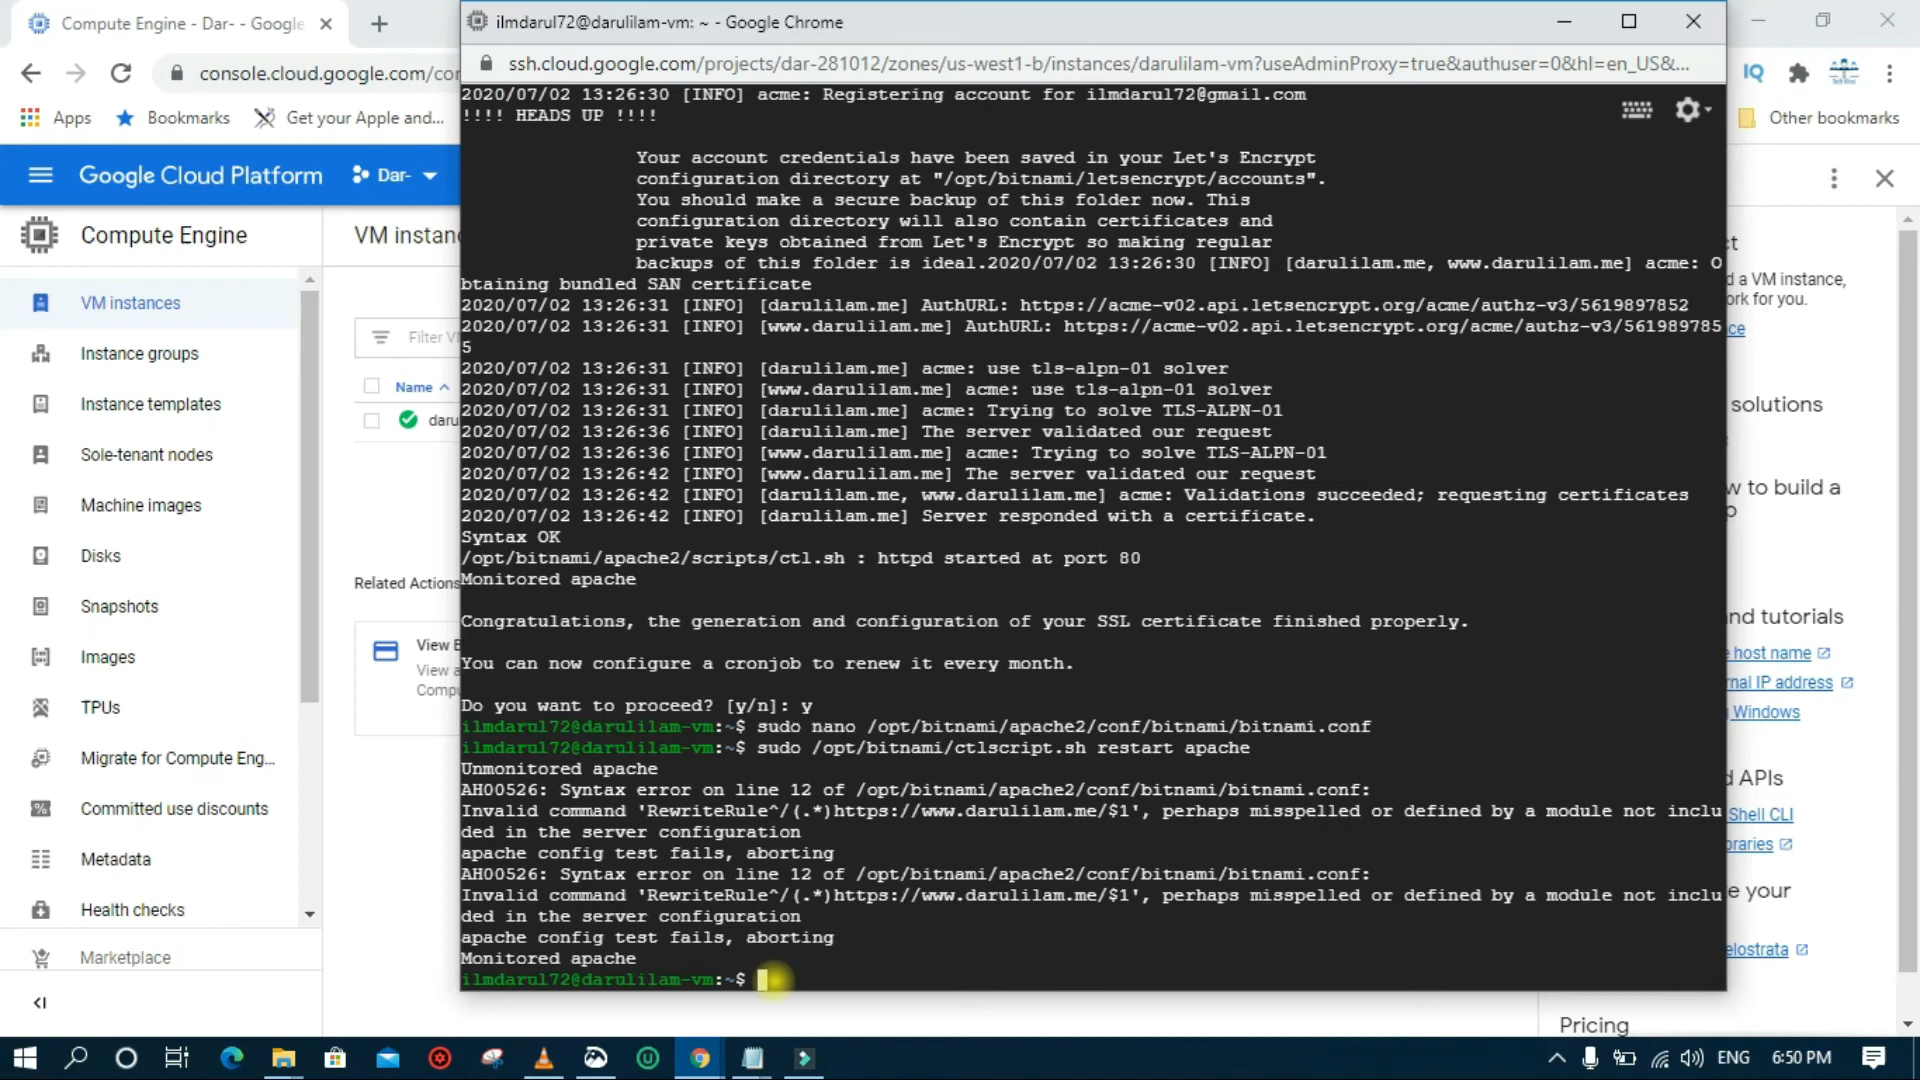 Compute Engine - Dar- - Google
ilmdarul72@darulilam-vm: ~ - Google Chrome
console.cloud.google.com/co
ssh.cloud.google.com/projects/dar-281012/zones/us-west1-b/instances/darulilam-vm?useAdminProxy=true&authuser=0&hl=en_US&...
IQ
Apps
Bookmarks
Get your Apple and...
Other bookmarks
Google Cloud Platform
Dar-
Compute Engine
VM instances
Instance groups
Instance templates
Sole-tenant nodes
Machine images
Disks
Snapshots
Images
TPUs
Migrate for Compute Eng...
Committed use discounts
Metadata
Health checks
Marketplace
VM instan
Filter V
Name
daru
Related Actions
View B
View a
Compu
2020/07/02 13:26:30 [INFO] acme: Registering account for ilmdarul72@gmail.com
!!!! HEADS UP !!!!
Your account credentials have been saved in your Let's Encrypt
configuration directory at "/opt/bitnami/letsencrypt/accounts".
You should make a secure backup of this folder now. This
configuration directory will also contain certificates and
private keys obtained from Let's Encrypt so making regular
backups of this folder is ideal.2020/07/02 13:26:30 [INFO] [darulilam.me, www.darulilam.me] acme: O
btaining bundled SAN certificate
2020/07/02 13:26:31 [INFO] [darulilam.me] AuthURL: https://acme-v02.api.letsencrypt.org/acme/authz-v3/5619897852
2020/07/02 13:26:31 [INFO] [www.darulilam.me] AuthURL: https://acme-v02.api.letsencrypt.org/acme/authz-v3/561989785
5
2020/07/02 13:26:31 [INFO] [darulilam.me] acme: use tls-alpn-01 solver
2020/07/02 13:26:31 [INFO] [www.darulilam.me] acme: use tls-alpn-01 solver
2020/07/02 13:26:31 [INFO] [darulilam.me] acme: Trying to solve TLS-ALPN-01
2020/07/02 13:26:36 [INFO] [darulilam.me] The server validated our request
2020/07/02 13:26:36 [INFO] [www.darulilam.me] acme: Trying to solve TLS-ALPN-01
2020/07/02 13:26:42 [INFO] [www.darulilam.me] The server validated our request
2020/07/02 13:26:42 [INFO] [darulilam.me, www.darulilam.me] acme: Validations succeeded; requesting certificates
2020/07/02 13:26:42 [INFO] [darulilam.me] Server responded with a certificate.
Syntax OK
/opt/bitnami/apache2/scripts/ctl.sh : httpd started at port 80
Monitored apache
Congratulations, the generation and configuration of your SSL certificate finished properly.
You can now configure a cronjob to renew it every month.
Do you want to proceed? [y/n]: y
ilmdarul72@darulilam-vm:~$ sudo nano /opt/bitnami/apache2/conf/bitnami/bitnami.conf
ilmdarul72@darulilam-vm:~$ sudo /opt/bitnami/ctlscript.sh restart apache
Unmonitored apache
AH00526: Syntax error on line 12 of /opt/bitnami/apache2/conf/bitnami/bitnami.conf:
Invalid command 'RewriteRule^/(.*)https://www.darulilam.me/$1', perhaps misspelled or defined by a module not inclu
ded in the server configuration
apache config test fails, aborting
AH00526: Syntax error on line 12 of /opt/bitnami/apache2/conf/bitnami/bitnami.conf:
Invalid command 'RewriteRule^/(.*)https://www.darulilam.me/$1', perhaps misspelled or defined by a module not inclu
ded in the server configuration
apache config test fails, aborting
Monitored apache
ilmdarul72@darulilam-vm:~$
ct
d a VM instance,
ork for you.
ce
solutions
w to build a
p
nd tutorials
e host name
rnal IP address
Windows
d APIs
Shell CLI
oraries
e your
elostrata
Pricing
ENG
6:50 PM